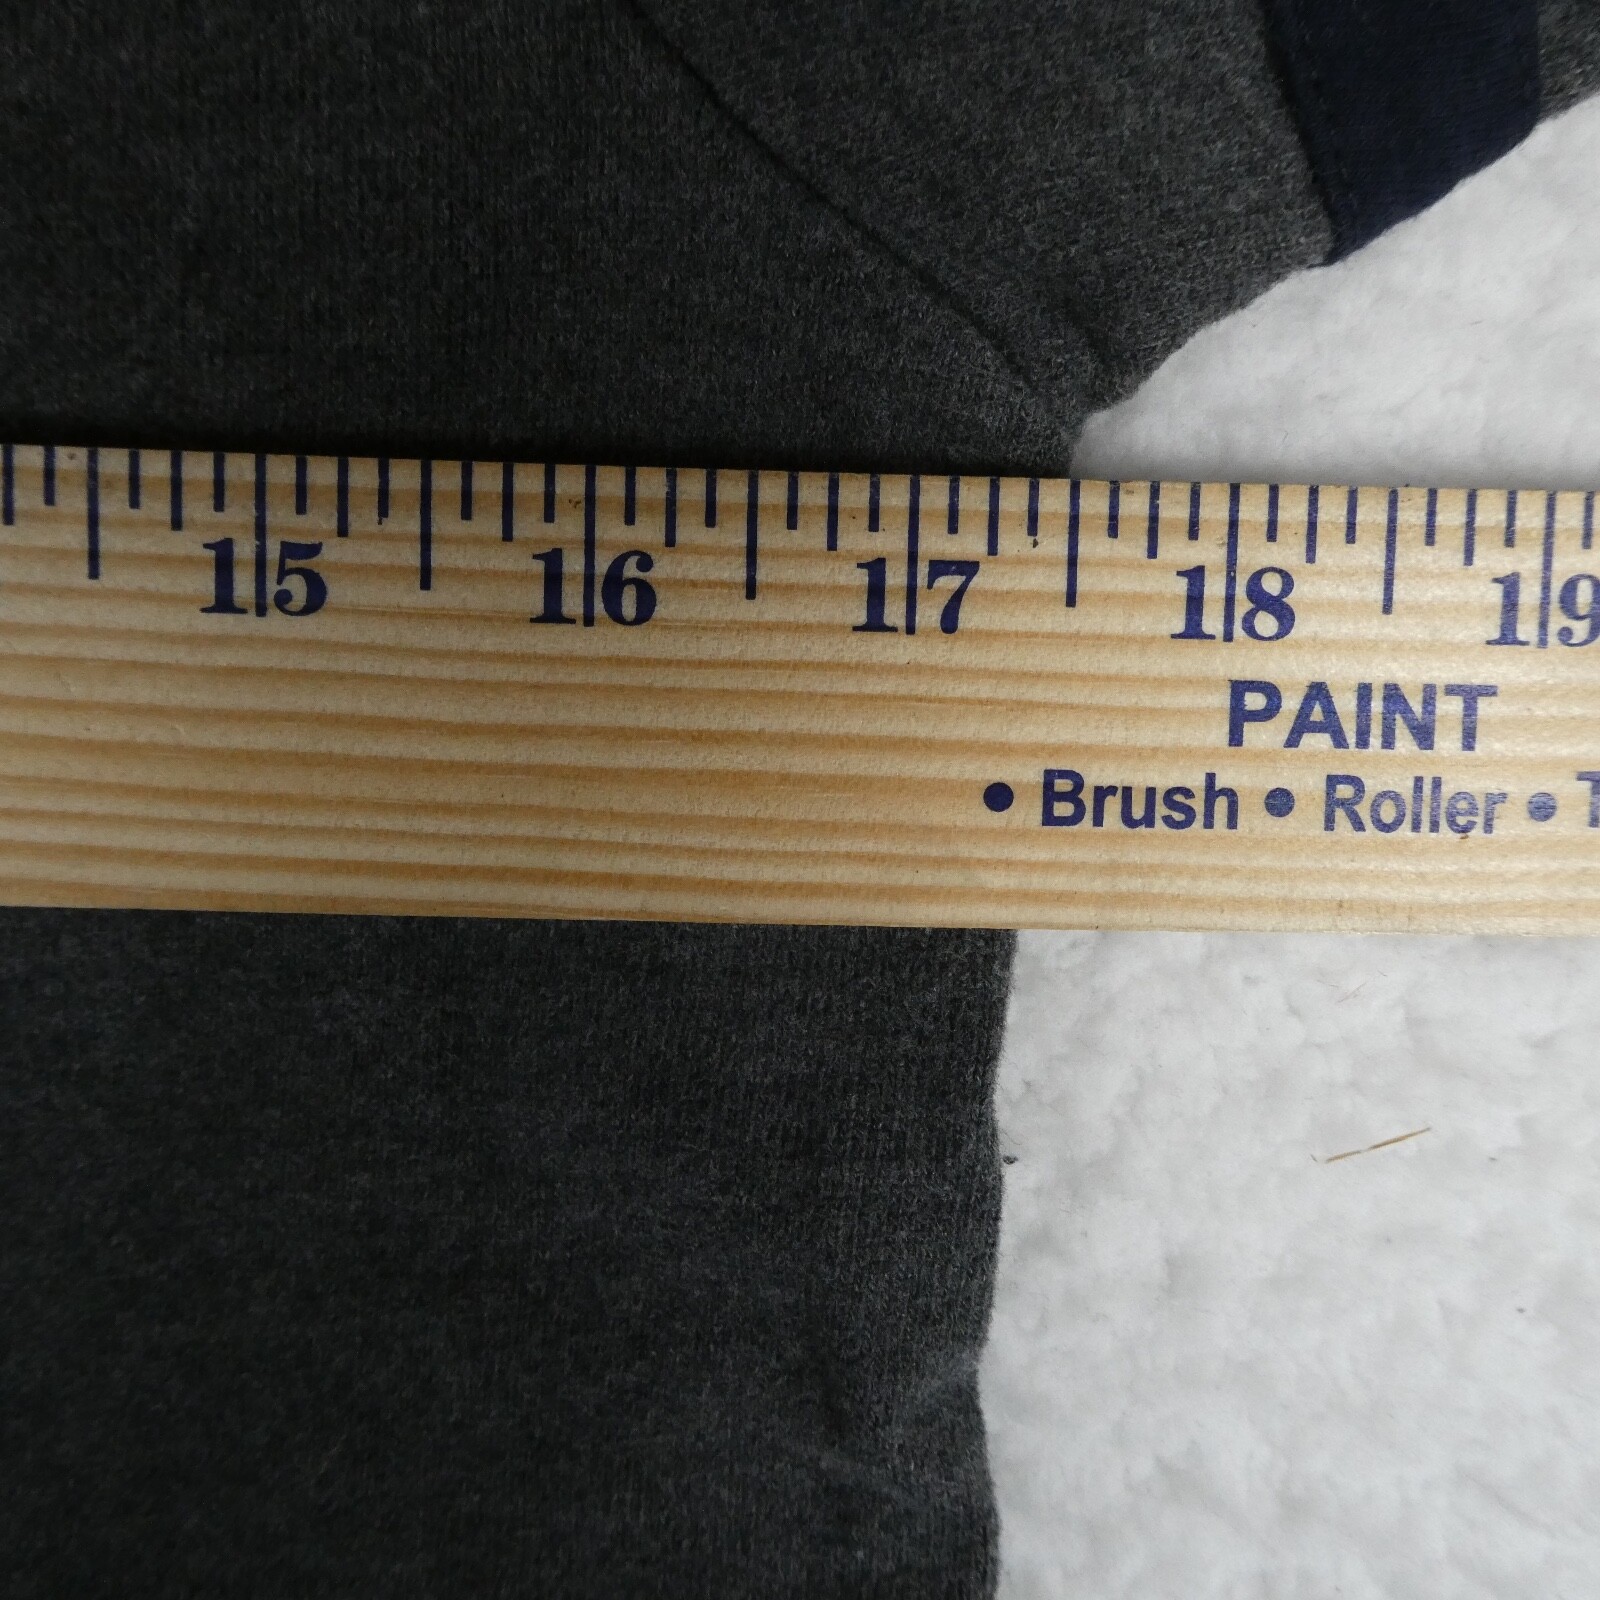 15 16 17 18 19
PAINT
• Brush • Roller •